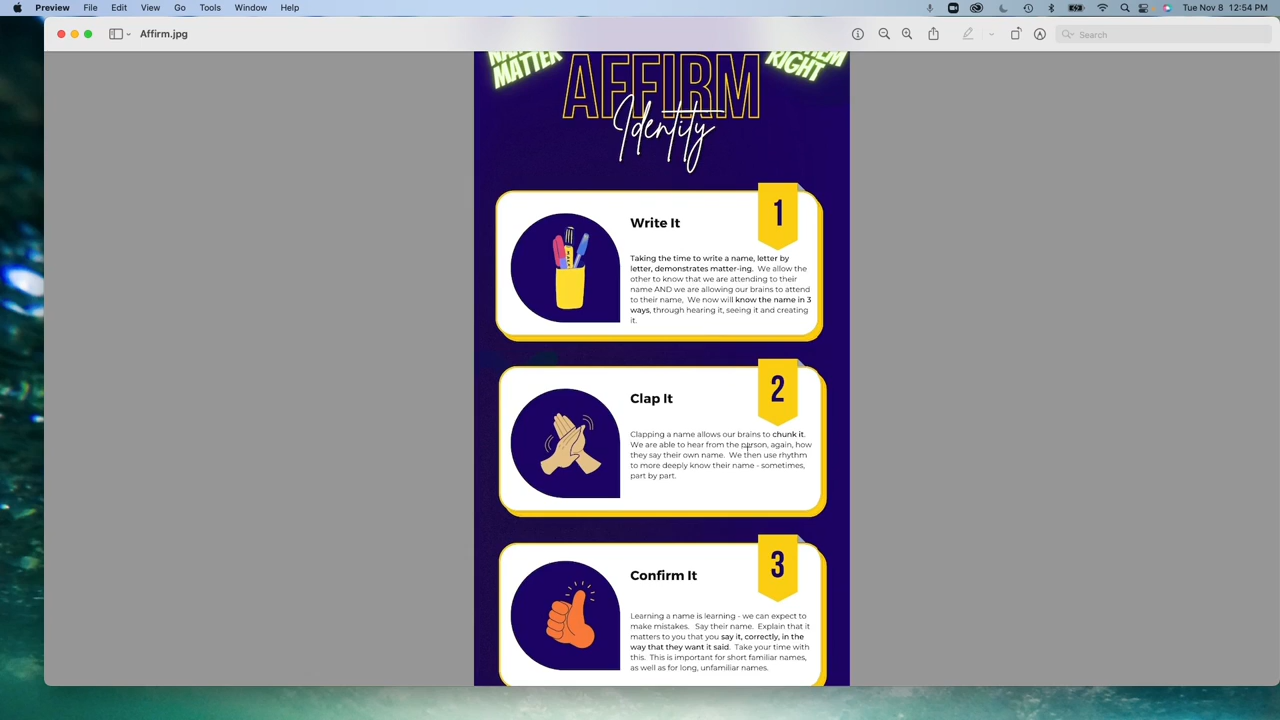 Preview File Edit View Go Tools Window Help Tue Nov 8 12:54 PM
Affirm.jpg
Search
MATTER
RIGHT
AFFIRM
Identity
1
Write It
Taking the time to write a name, letter by
letter, demonstrates matter-ing. We allow the
other to know that we are attending to their
name AND we are allowing our brains to attend
to their name, We now will know the name in 3
ways, through hearing it, seeing it and creating
it.
2
Clap It
Clapping a name allows our brains to chunk it.
We are able to hear from the person, again, how
they say their own name. We then use rhythm
to more deeply know their name - sometimes,
part by part.
3
Confirm It
Learning a name is learning - we can expect to
make mistakes. Say their name. Explain that it
matters to you that you say it, correctly, in the
way that they want it said. Take your time with
this. This is important for short familiar names,
as well as for long, unfamiliar names.